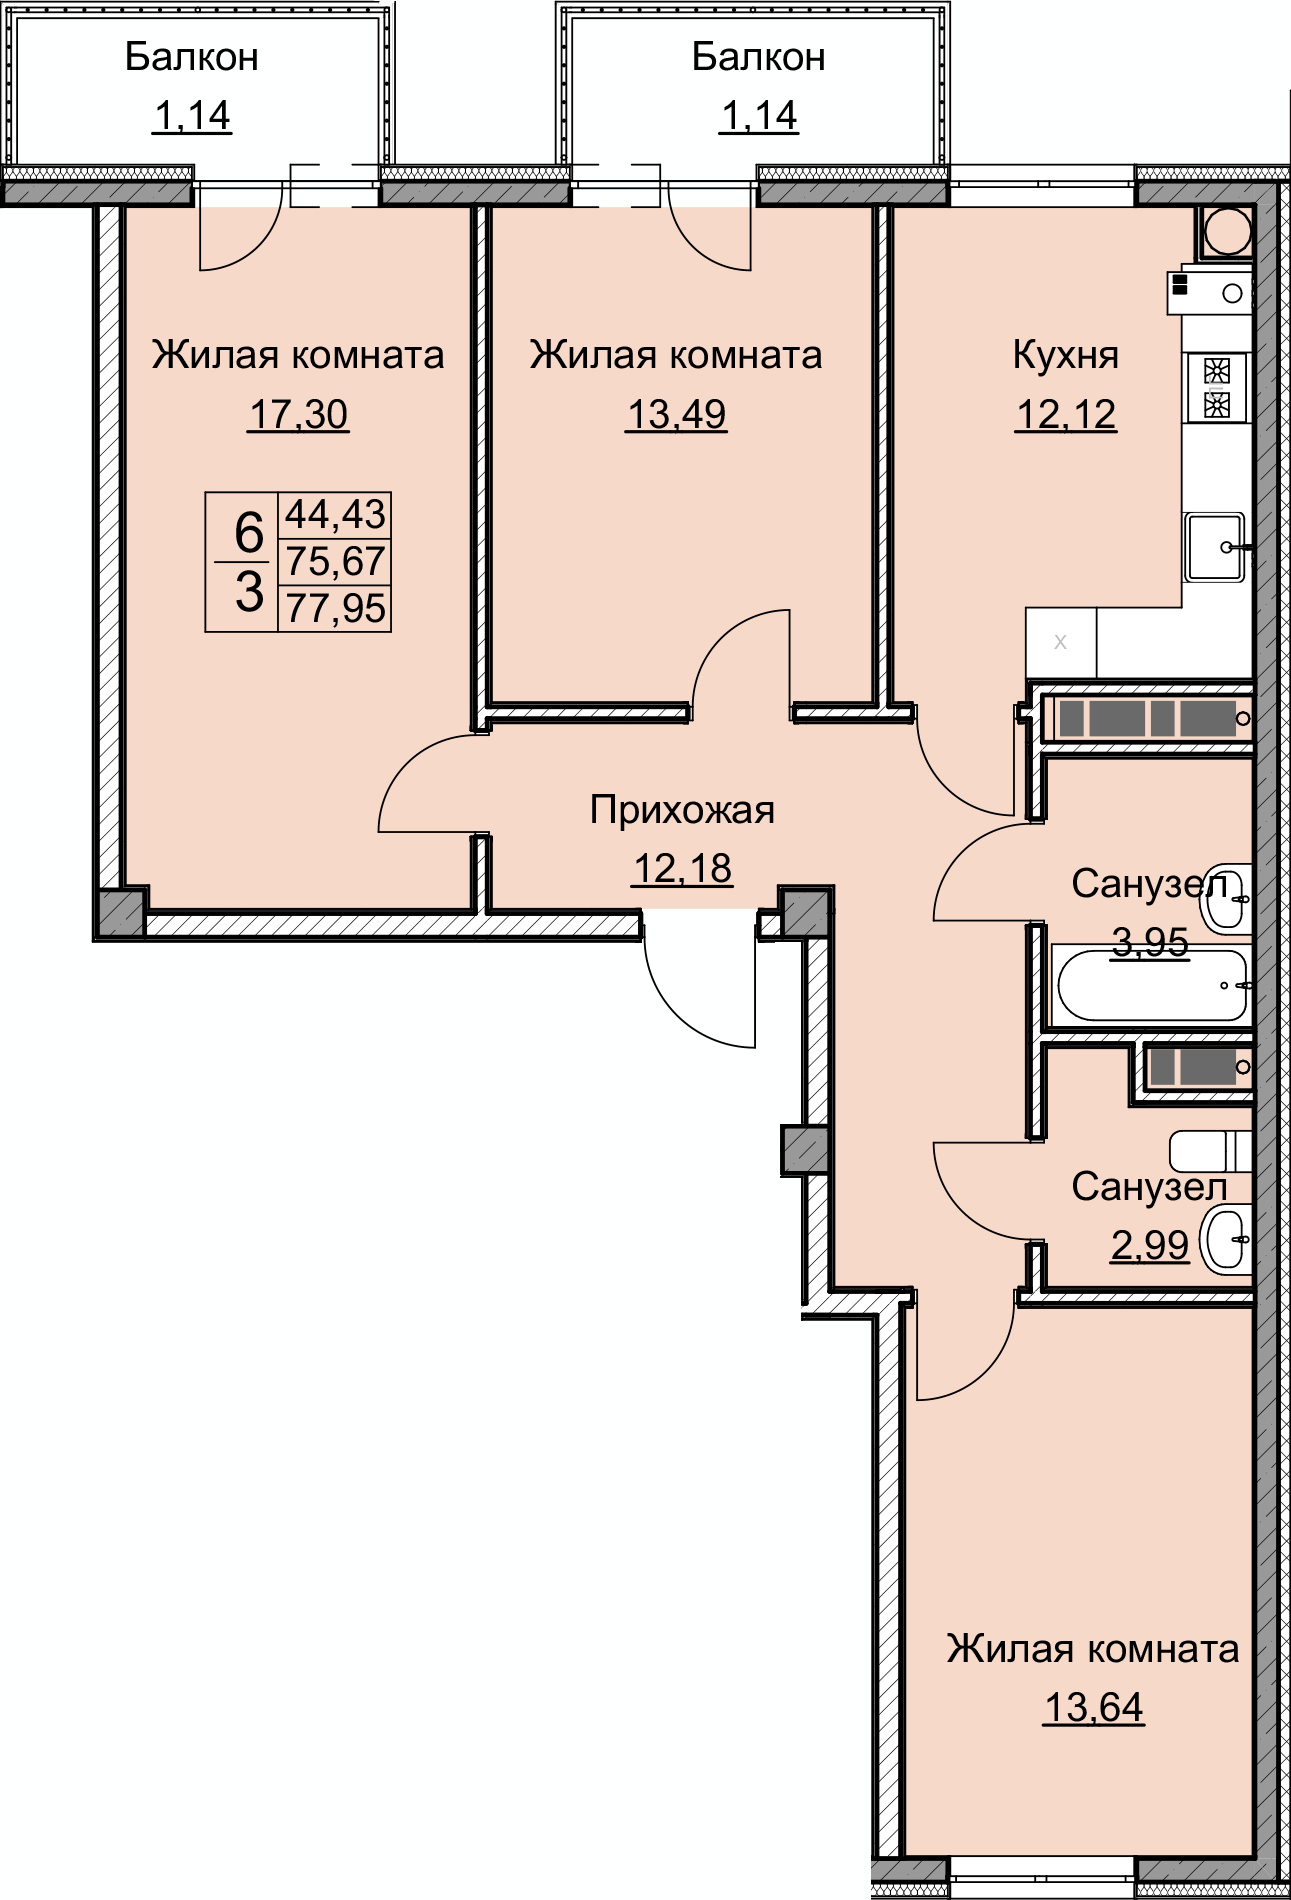 Балкон
1,14
Балкон
1,14
Жилая комната
17,30
Жилая комната
13,49
Кухня
12,12
6
3
44,43
75,67
77,95
X
Прихожая
12,18
Санузел
3,95
Санузел
2,99
Жилая комната
13,64